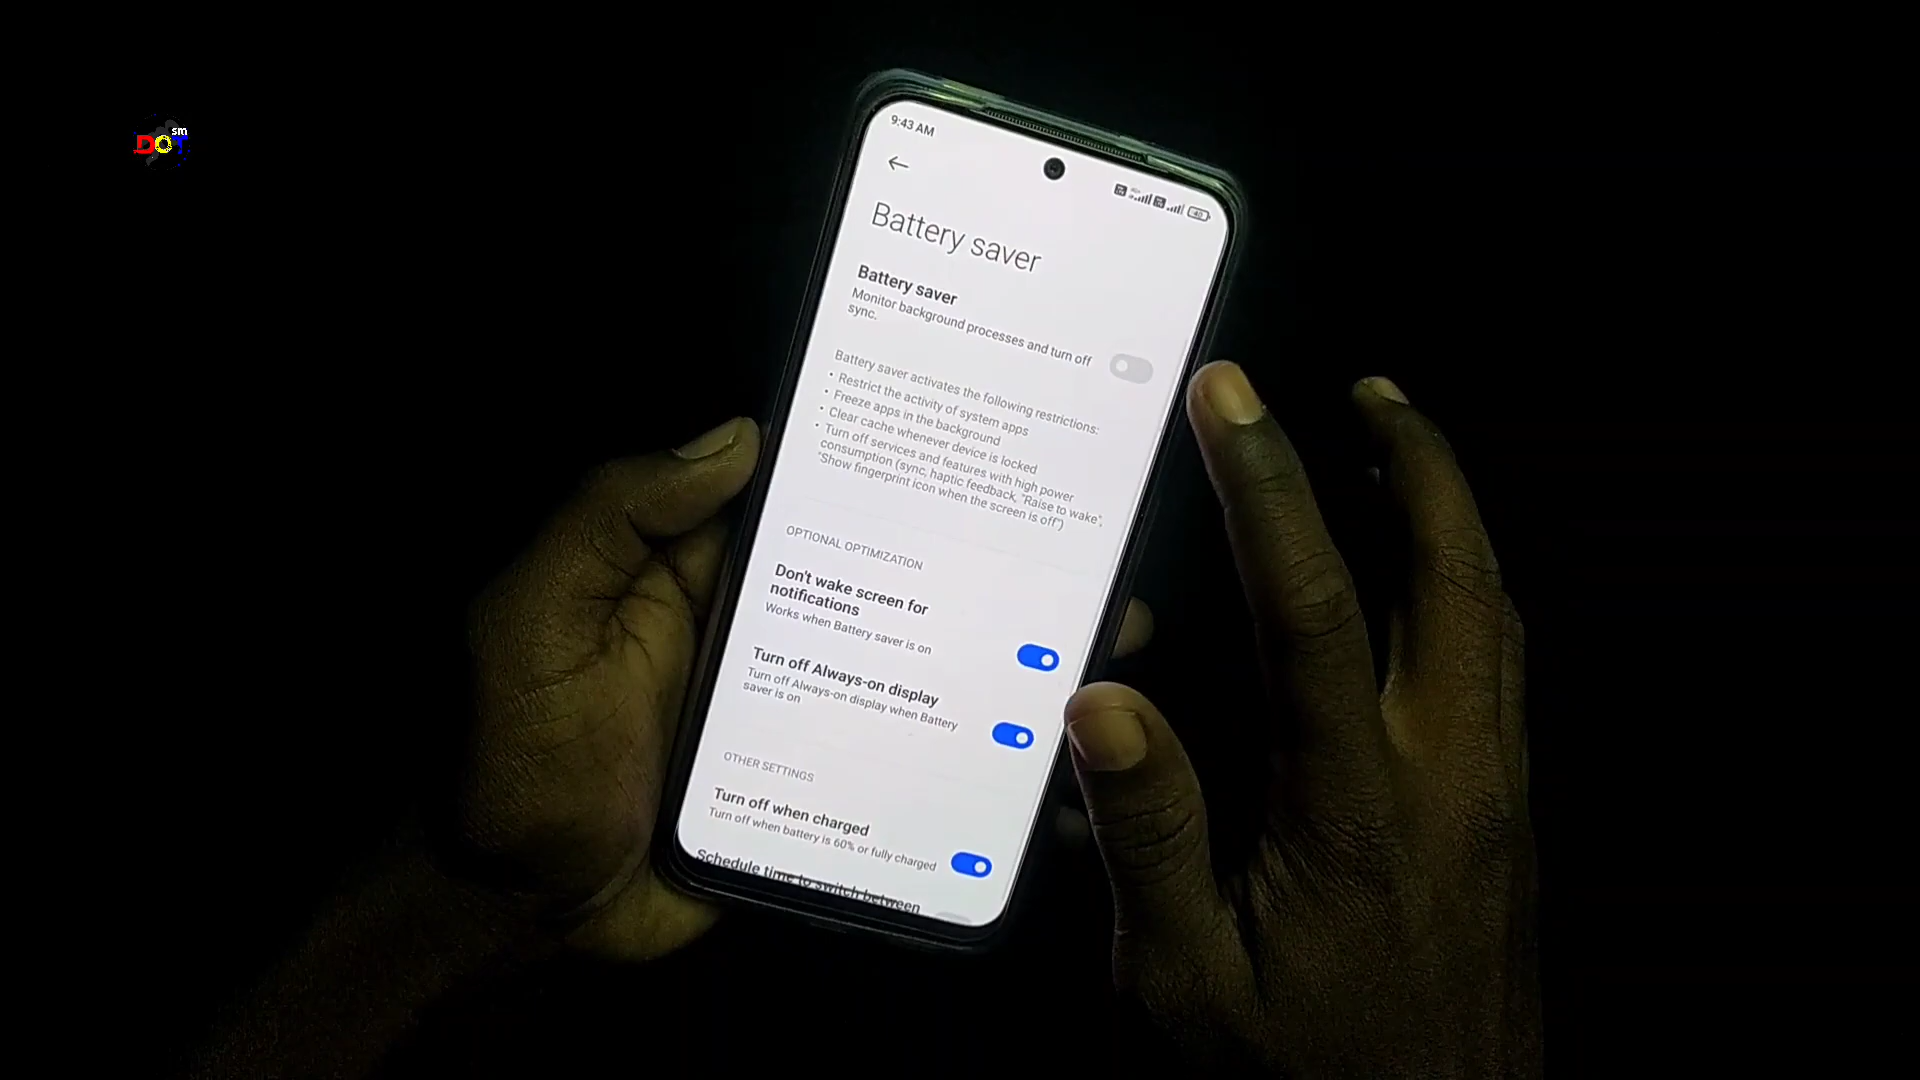 DOT
sm
9:43 AM
40
Battery saver
Battery saver
Monitor background processes and turn off
sync.
Battery saver activates the following restrictions:
• Restrict the activity of system apps
• Freeze apps in the background
• Clear cache whenever device is locked
• Turn off services and features with high power
consumption (sync, haptic feedback, "Raise to wake",
"Show fingerprint icon when the screen is off")
OPTIONAL OPTIMIZATION
Don't wake screen for
notifications
Works when Battery saver is on
Turn off Always-on display
Turn off Always-on display when Battery
saver is on
OTHER SETTINGS
Turn off when charged
Turn off when battery is 60% or fully charged
Schedule time to switch between